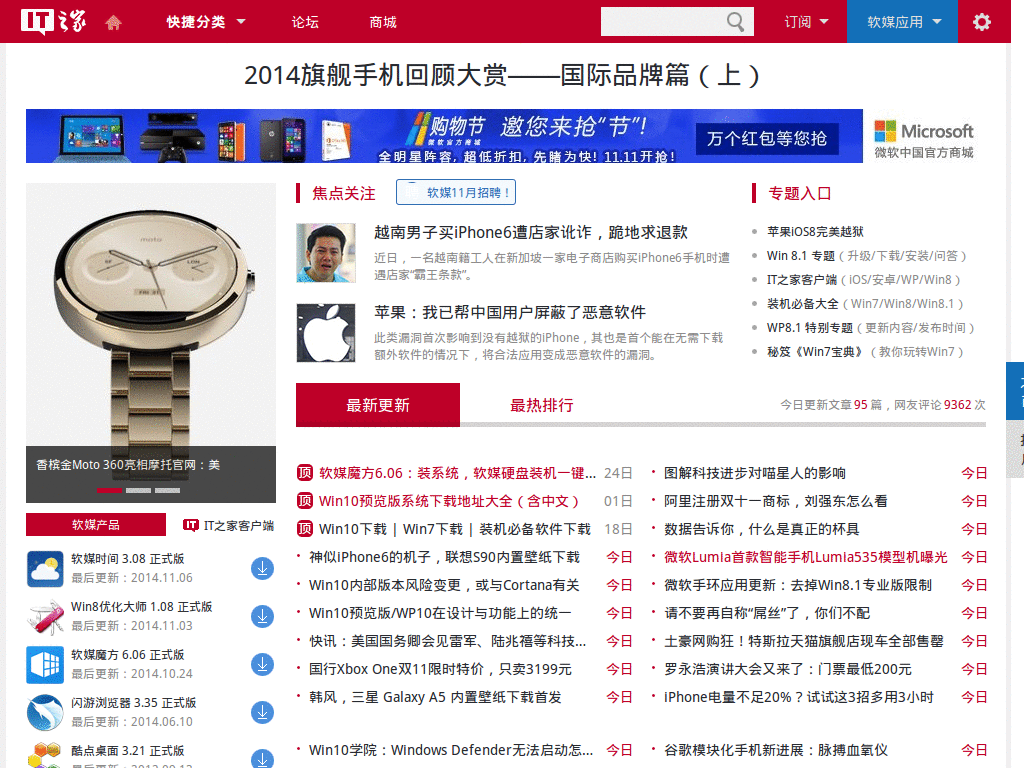 IT之家
快捷分类
论坛
商城
订阅
软媒应用
2014旗舰手机回顾大赏——国际品牌篇（上）
购物节
微软官方商城
邀您来抢“节”!
全明星阵容, 超低折扣, 先睹为快! 11.11开抢!
万个红包等您抢
Microsoft
微软中国官方商城
moto
香槟金Moto 360亮相摩托官网：美
焦点关注
软媒11月招聘！
越南男子买iPhone6遭店家讹诈，跪地求退款
近日，一名越南籍工人在新加坡一家电子商店购买iPhone6手机时遭
遇店家“霸王条款”。
苹果：我已帮中国用户屏蔽了恶意软件
此类漏洞首次影响到没有越狱的iPhone，其也是首个能在无需下载
额外软件的情况下，将合法应用变成恶意软件的漏洞。
专题入口
苹果iOS8完美越狱
Win 8.1 专题（升级/下载/安装/问答）
IT之家客户端（iOS/安卓/WP/Win8）
装机必备大全（Win7/Win8/Win8.1）
WP8.1 特别专题（更新内容/发布时间）
秘笈《Win7宝典》（教你玩转Win7）
最新更新
最热排行
今日更新文章95 篇，网友评论9362 次
顶 软媒魔方6.06：装系统，软媒硬盘装机一键... 24日
顶 Win10预览版系统下载地址大全（含中文） 01日
顶 Win10下载 | Win7下载 | 装机必备软件下载 18日
神似iPhone6的机子，联想S90内置壁纸下载 今日
Win10内部版本风险变更，或与Cortana有关 今日
Win10预览版/WP10在设计与功能上的统一 今日
快讯：美国国务卿会见雷军、陆兆禧等科技... 今日
国行Xbox One双11限时特价，只卖3199元 今日
韩风，三星 Galaxy A5 内置壁纸下载首发 今日
Win10学院：Windows Defender无法启动怎... 今日
图解科技进步对喵星人的影响 今日
阿里注册双十一商标，刘强东怎么看 今日
数据告诉你，什么是真正的杯具 今日
微软Lumia首款智能手机Lumia535模型机曝光 今日
微软手环应用更新：去掉Win8.1专业版限制 今日
请不要再自称“屌丝”了，你们不配 今日
土豪网购狂！特斯拉天猫旗舰店现车全部售罄 今日
罗永浩演讲大会又来了：门票最低200元 今日
iPhone电量不足20%？试试这3招多用3小时 今日
谷歌模块化手机新进展：脉搏血氧仪 今日
软媒产品
IT IT之家客户端
软媒时间 3.08 正式版
最后更新：2014.11.06
Win8优化大师 1.08 正式版
最后更新：2014.11.03
软媒魔方 6.06 正式版
最后更新：2014.10.24
闪游浏览器 3.35 正式版
最后更新：2014.06.10
酷点桌面 3.21 正式版